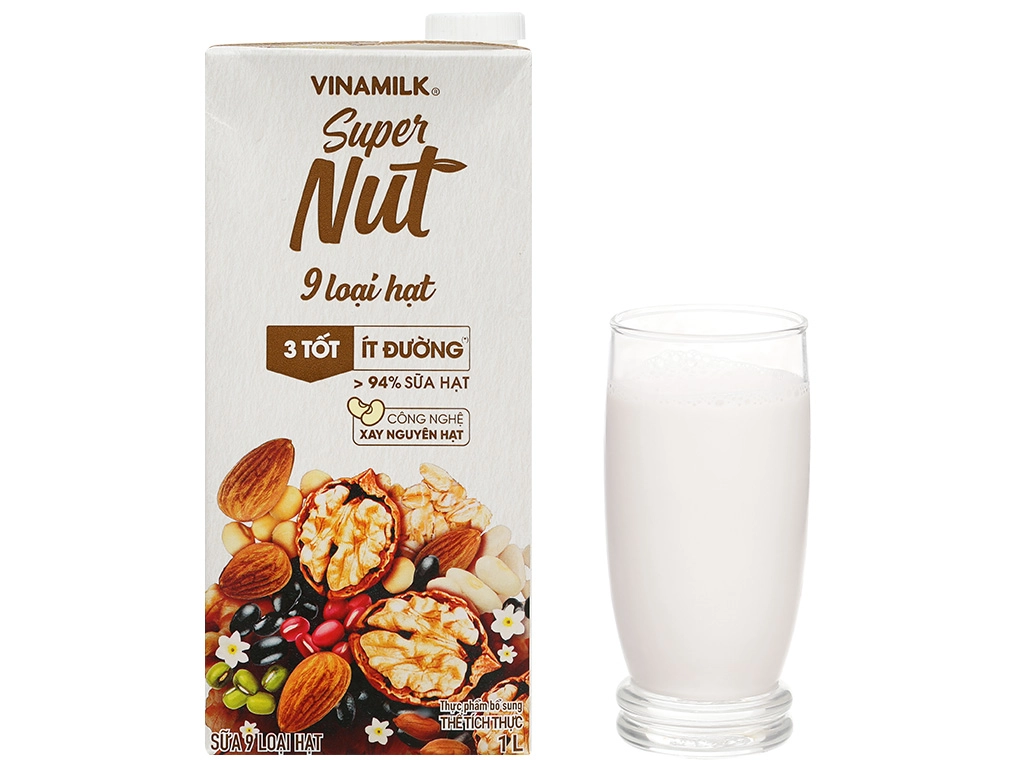 VINAMILK®
Super
Nut
9 loại hạt
3 TỐT ÍT ĐƯỜNG(*)
> 94% SỮA HẠT
CÔNG NGHỆ
XAY NGUYÊN HẠT
Thực phẩm bổ sung
THỂ TÍCH THỰC
1 L
SỮA 9 LOẠI HẠT